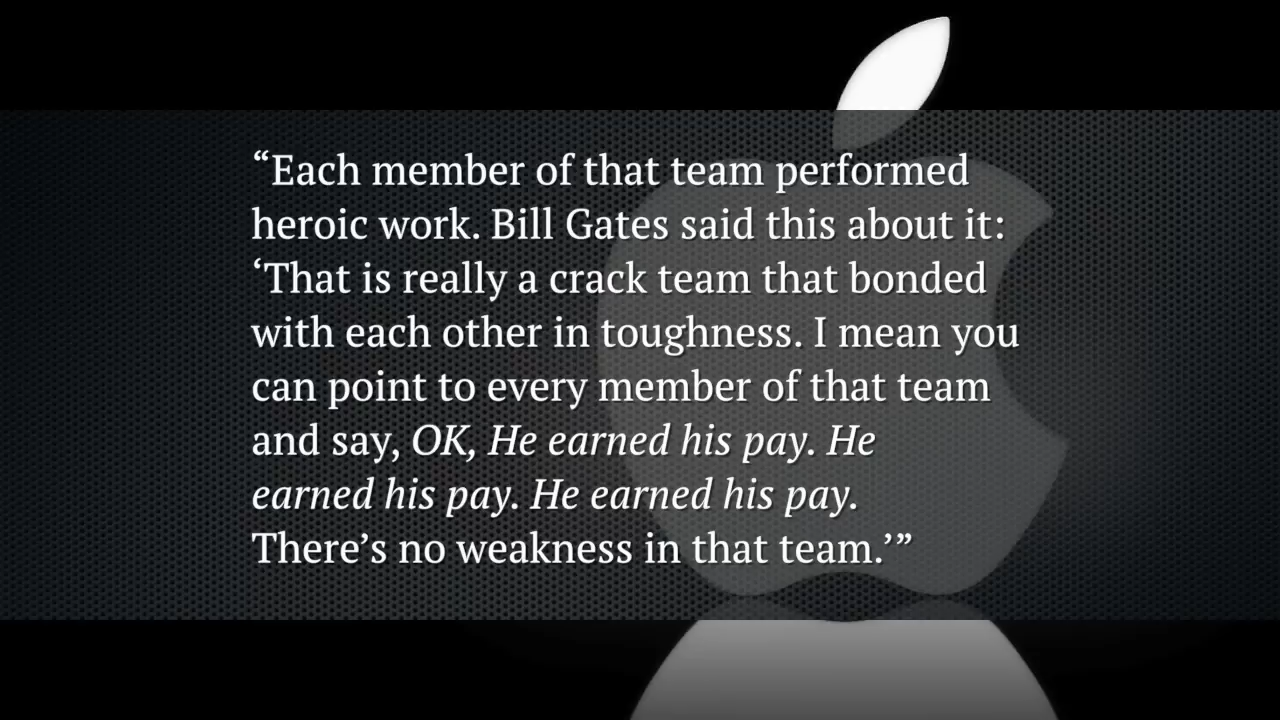 “Each member of that team performed
heroic work. Bill Gates said this about it:
‘That is really a crack team that bonded
with each other in toughness. I mean you
can point to every member of that team
and say, OK, He earned his pay. He
earned his pay. He earned his pay.
There’s no weakness in that team.’”